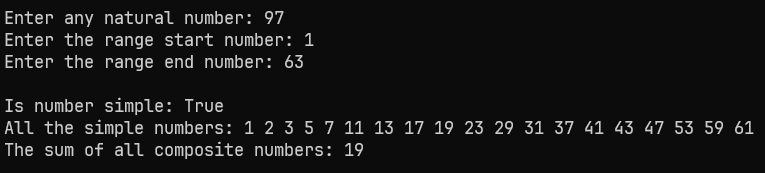 Enter any natural number: 97
Enter the range start number: 1
Enter the range end number: 63
Is number simple: True
All the simple numbers: 1 2 3 5 7 11 13 17 19 23 29 31 37 41 43 47 53 59 61
The sum of all composite numbers: 19